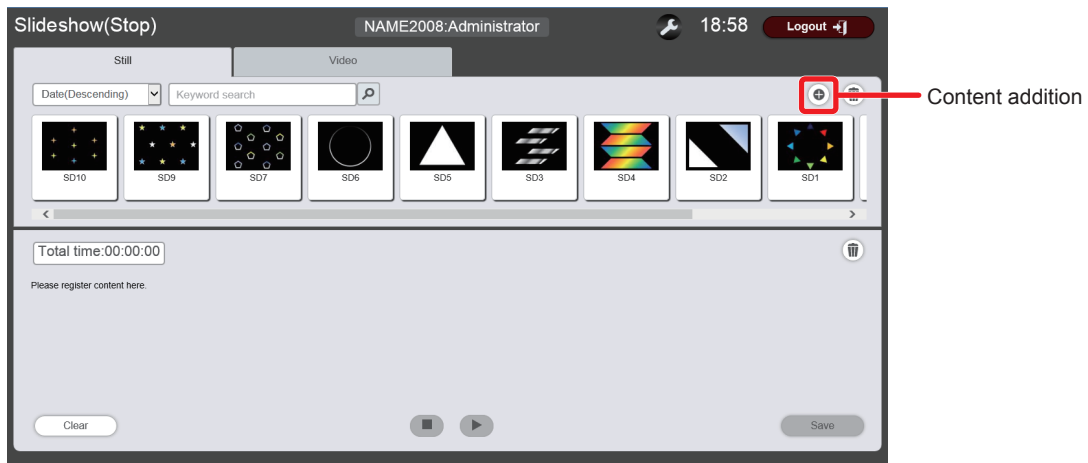 Slideshow(Stop)
NAME2008:Administrator
18:58
Logout
Still
Video
Date(Descending)
Keyword search
Content addition
SD10
SD9
SD7
SD6
SD5
SD3
SD4
SD2
SD1
Total time:00:00:00
Please register content here.
Clear
Save